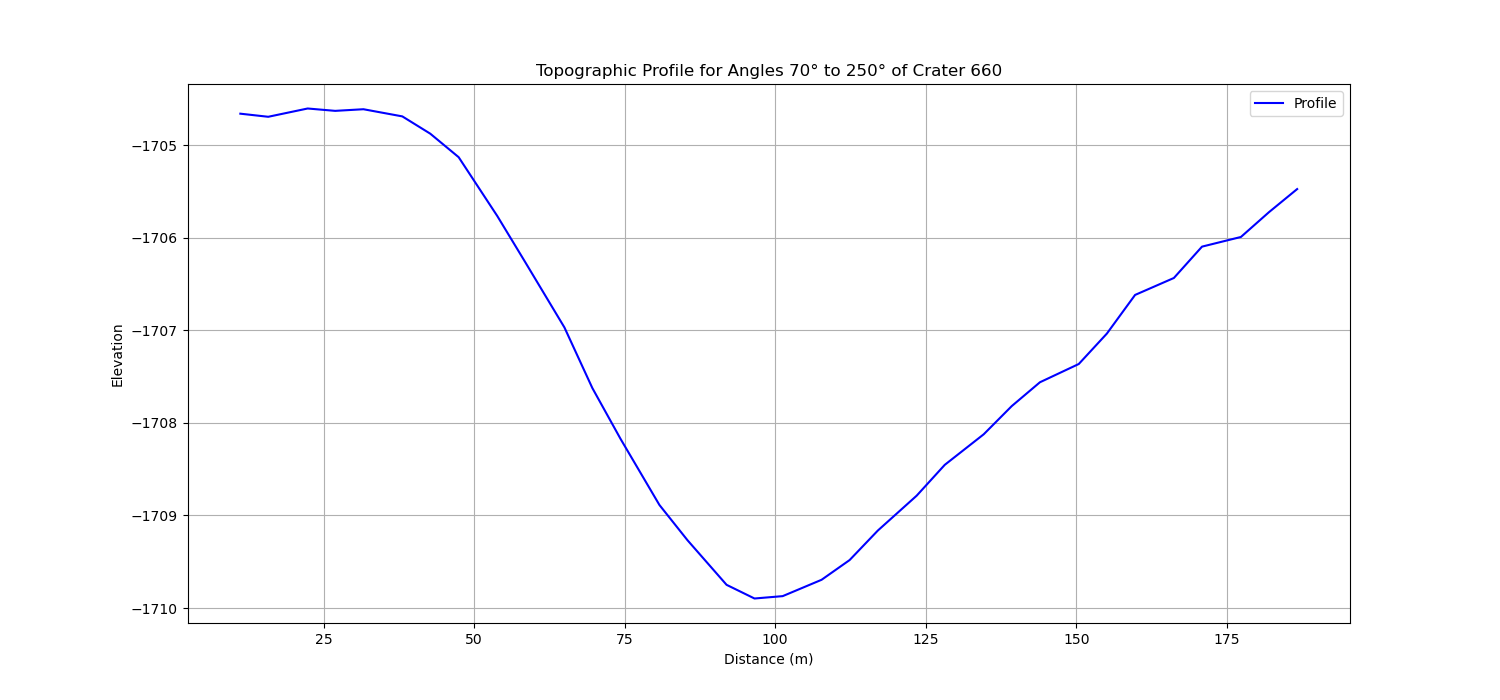 Topographic Profile for Angles 70° to 250° of Crater 660
Profile
−1705
−1706
−1707
−1708
−1709
−1710
Elevation
25 50 75 100 125 150 175
Distance (m)